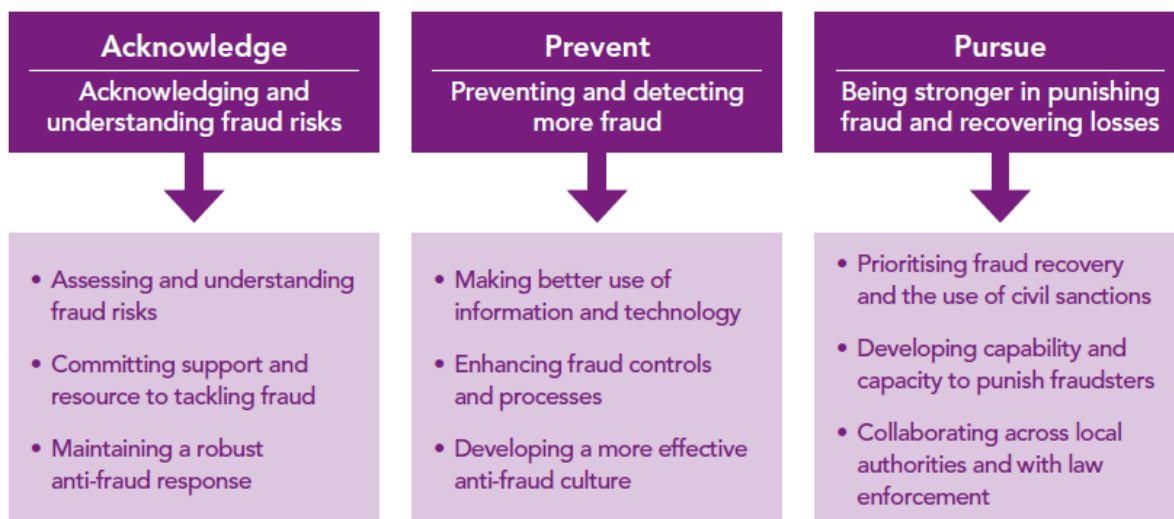 Acknowledge
Acknowledging and
understanding fraud risks
• Assessing and understanding
fraud risks
• Committing support and
resource to tackling fraud
• Maintaining a robust
anti-fraud response
Prevent
Preventing and detecting
more fraud
• Making better use of
information and technology
• Enhancing fraud controls
and processes
• Developing a more effective
anti-fraud culture
Pursue
Being stronger in punishing
fraud and recovering losses
• Prioritising fraud recovery
and the use of civil sanctions
• Developing capability and
capacity to punish fraudsters
• Collaborating across local
authorities and with law
enforcement